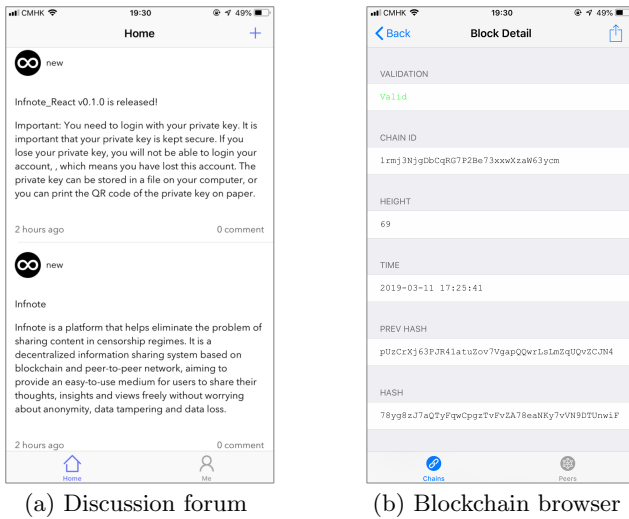 CMHK 19:30 49%
Home +
new
Infnote_React v0.1.0 is released!
Important: You need to login with your private key. It is
important that your private key is kept secure. If you
lose your private key, you will not be able to login your
account, , which means you have lost this account. The
private key can be stored in a file on your computer, or
you can print the QR code of the private key on paper.
2 hours ago 0 comment
new
Infnote
Infnote is a platform that helps eliminate the problem of
sharing content in censorship regimes. It is a
decentralized information sharing system based on
blockchain and peer-to-peer network, aiming to
provide an easy-to-use medium for users to share their
thoughts, insights and views freely without worrying
about anonymity, data tampering and data loss.
2 hours ago 0 comment
Home Me
(a) Discussion forum
CMHK 19:30 49%
Back Block Detail
VALIDATION
Valid
CHAIN ID
1rmj3NjgDbCqRG7P2Be73xxwXzaW63ycm
HEIGHT
69
TIME
2019-03-11 17:25:41
PREV HASH
pUzCrXj63PJR41atuZov7VgapQQwrLsLmZqUQvZCJN4
HASH
78yg8zJ7aQTyFqwCpgzTvFvZA78eaNKy7vVN9DTUnwiF
Chains Peers
(b) Blockchain browser